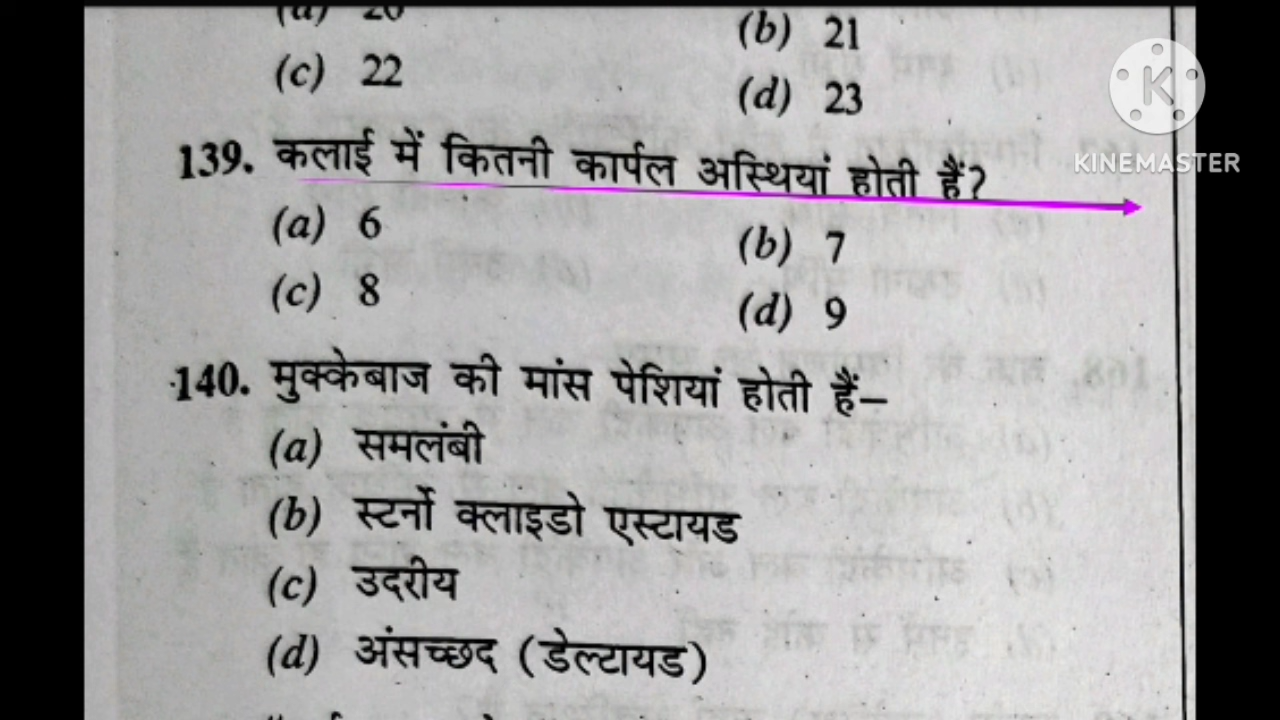 (b) 21
(c) 22
(d) 23
K
KINEMASTER
139. कलाई में कितनी कार्पल अस्थियां होती हैं?
(a) 6
(b) 7
(c) 8
(d) 9
140. मुक्केबाज की मांस पेशियां होती हैं–
(a) समलंबी
(b) स्टर्नो क्लाइडो एस्टायड
(c) उदरीय
(d) अंसच्छद (डेल्टायड)